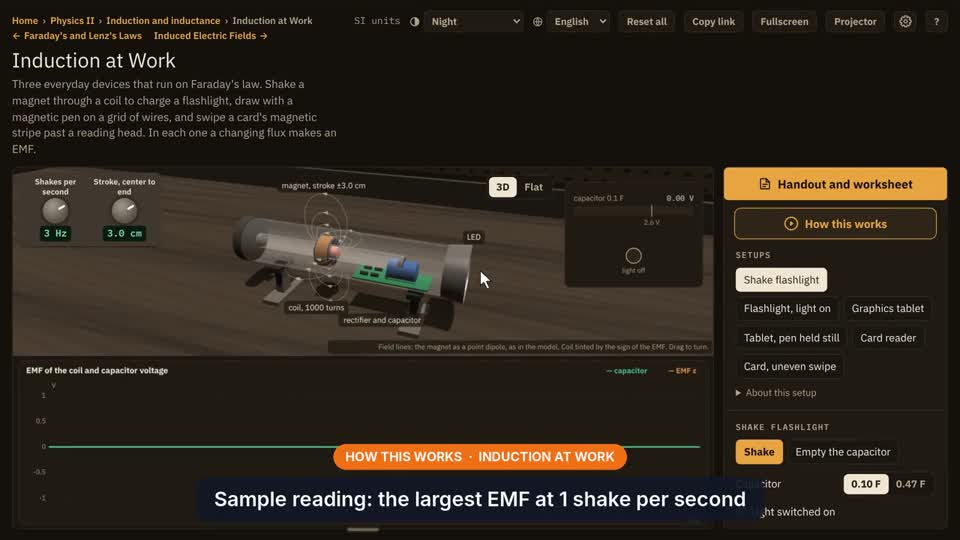 Home › Physics II › Induction and inductance › Induction at Work
← Faraday's and Lenz's Laws Induced Electric Fields →
SI units
Night
English
Reset all
Copy link
Fullscreen
Projector
?
Induction at Work
Three everyday devices that run on Faraday's law. Shake a
magnet through a coil to charge a flashlight, draw with a
magnetic pen on a grid of wires, and swipe a card's magnetic
stripe past a reading head. In each one a changing flux makes an
EMF.
Shakes per
second
3 Hz
Stroke, center to
end
3.0 cm
magnet, stroke ±3.0 cm
3D Flat
LED
coil, 1000 turns
rectifier and capacitor
capacitor 0.1 F 0.00 V
2.6 V
light off
Field lines: the magnet as a point dipole, as in the model. Coil tinted by the sign of the EMF. Drag to turn.
EMF of the coil and capacitor voltage
— capacitor — EMF ε
V
1
0.5
0
-0.5
-1
Handout and worksheet
How this works
SETUPS
Shake flashlight
Flashlight, light on
Graphics tablet
Tablet, pen held still
Card reader
Card, uneven swipe
▶ About this setup
SHAKE FLASHLIGHT
Shake
Empty the capacitor
0.10 F 0.47 F
switched on
HOW THIS WORKS · INDUCTION AT WORK
Sample reading: the largest EMF at 1 shake per second